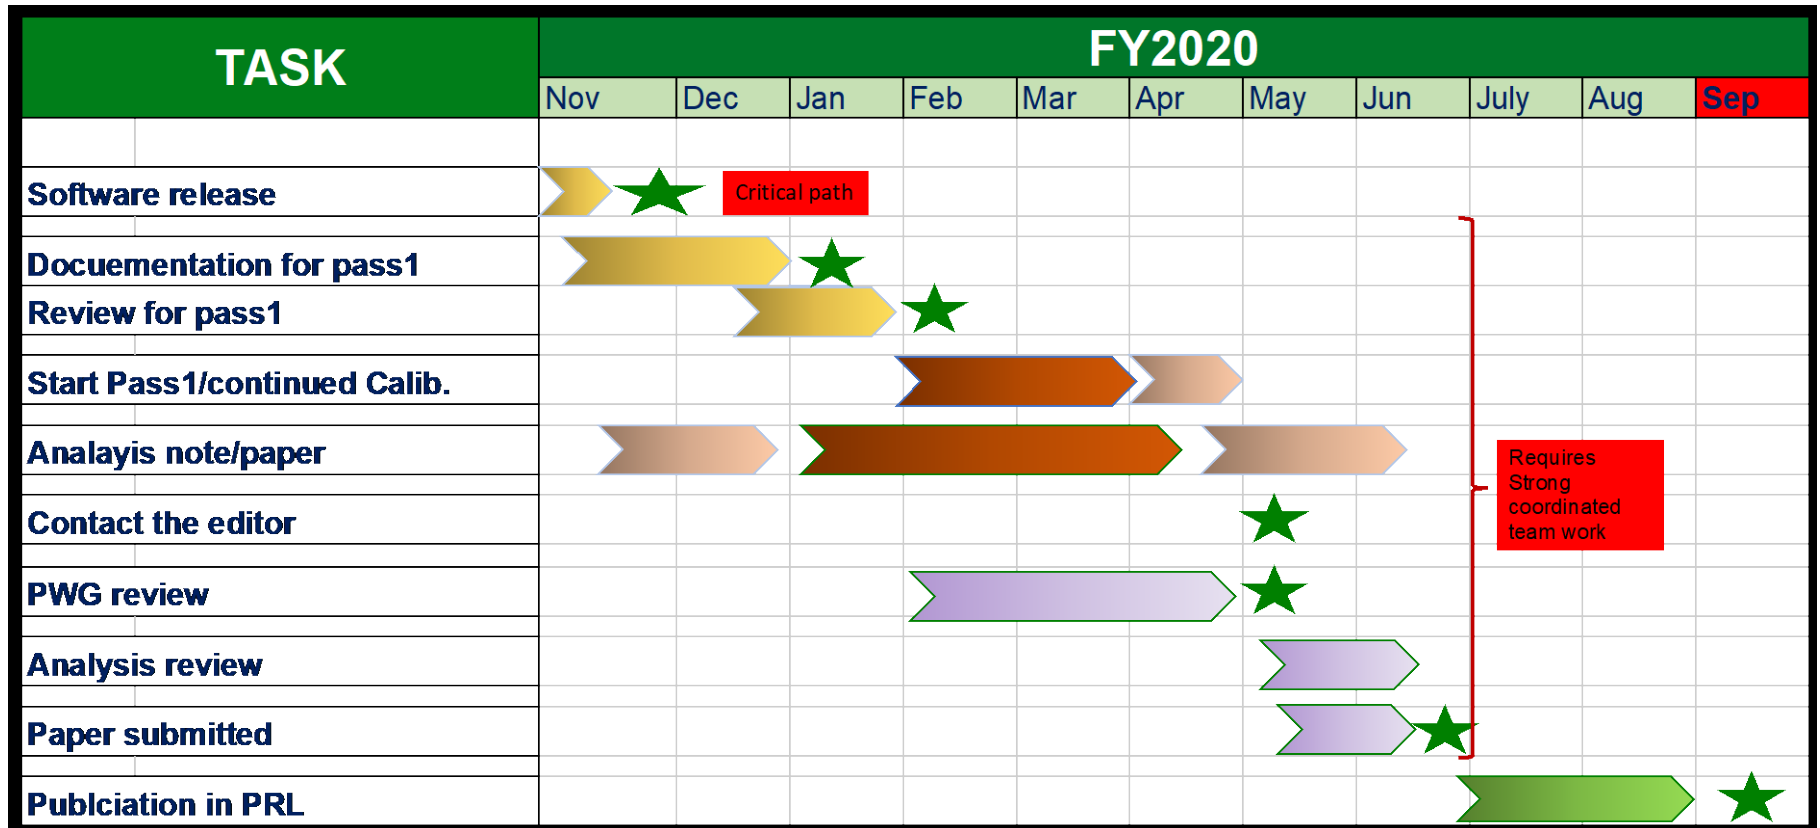 TASK
FY2020
Nov Dec Jan Feb Mar Apr May Jun July Aug Sep
Software release
Critical path
Docuementation for pass1
Review for pass1
Start Pass1/continued Calib.
Analayis note/paper
Requires
Strong
coordinated
team work
Contact the editor
PWG review
Analysis review
Paper submitted
Publciation in PRL